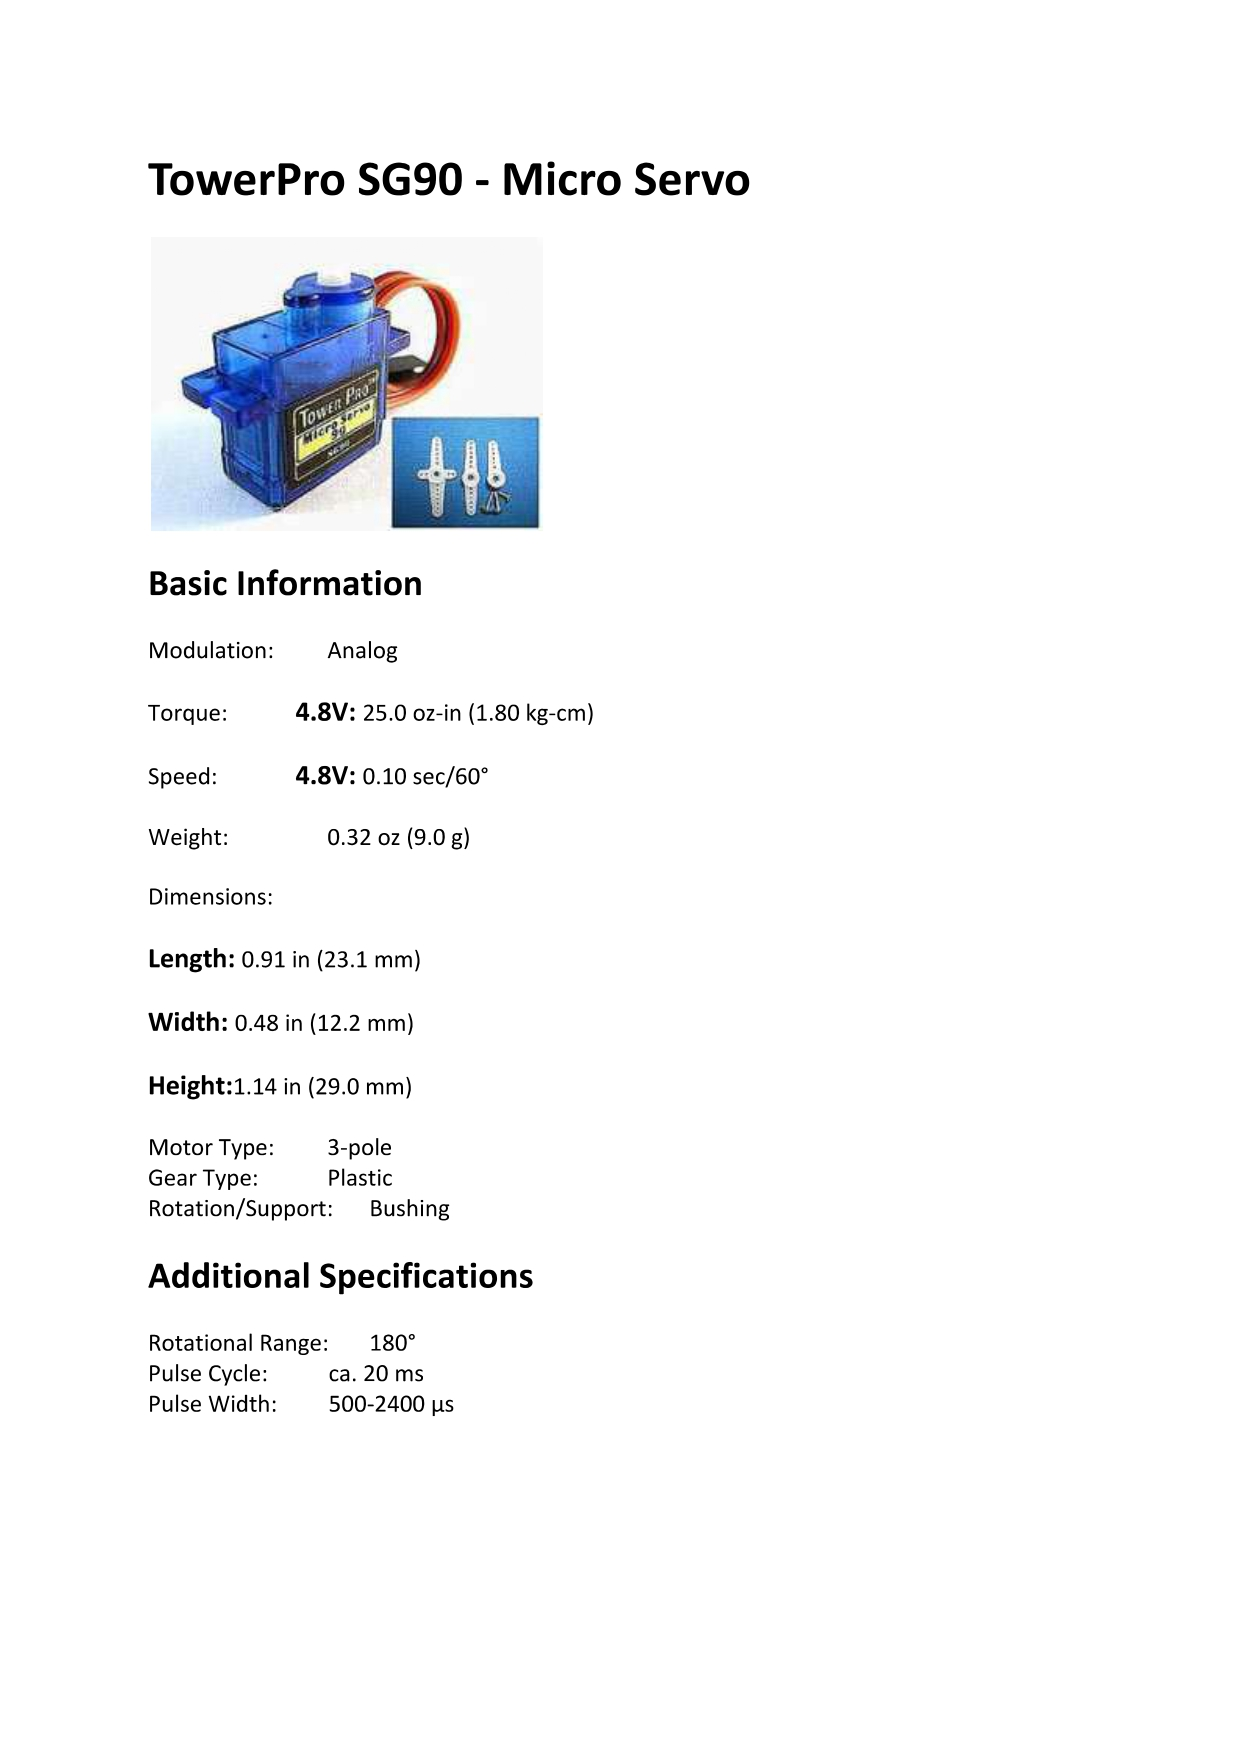 TowerPro SG90 - Micro Servo
TOWER PRO™
Micro Servo
9g
SG90
Basic Information
Modulation: Analog
Torque: 4.8V: 25.0 oz-in (1.80 kg-cm)
Speed: 4.8V: 0.10 sec/60°
Weight: 0.32 oz (9.0 g)
Dimensions:
Length: 0.91 in (23.1 mm)
Width: 0.48 in (12.2 mm)
Height:1.14 in (29.0 mm)
Motor Type: 3-pole
Gear Type: Plastic
Rotation/Support: Bushing
Additional Specifications
Rotational Range: 180°
Pulse Cycle: ca. 20 ms
Pulse Width: 500-2400 µs